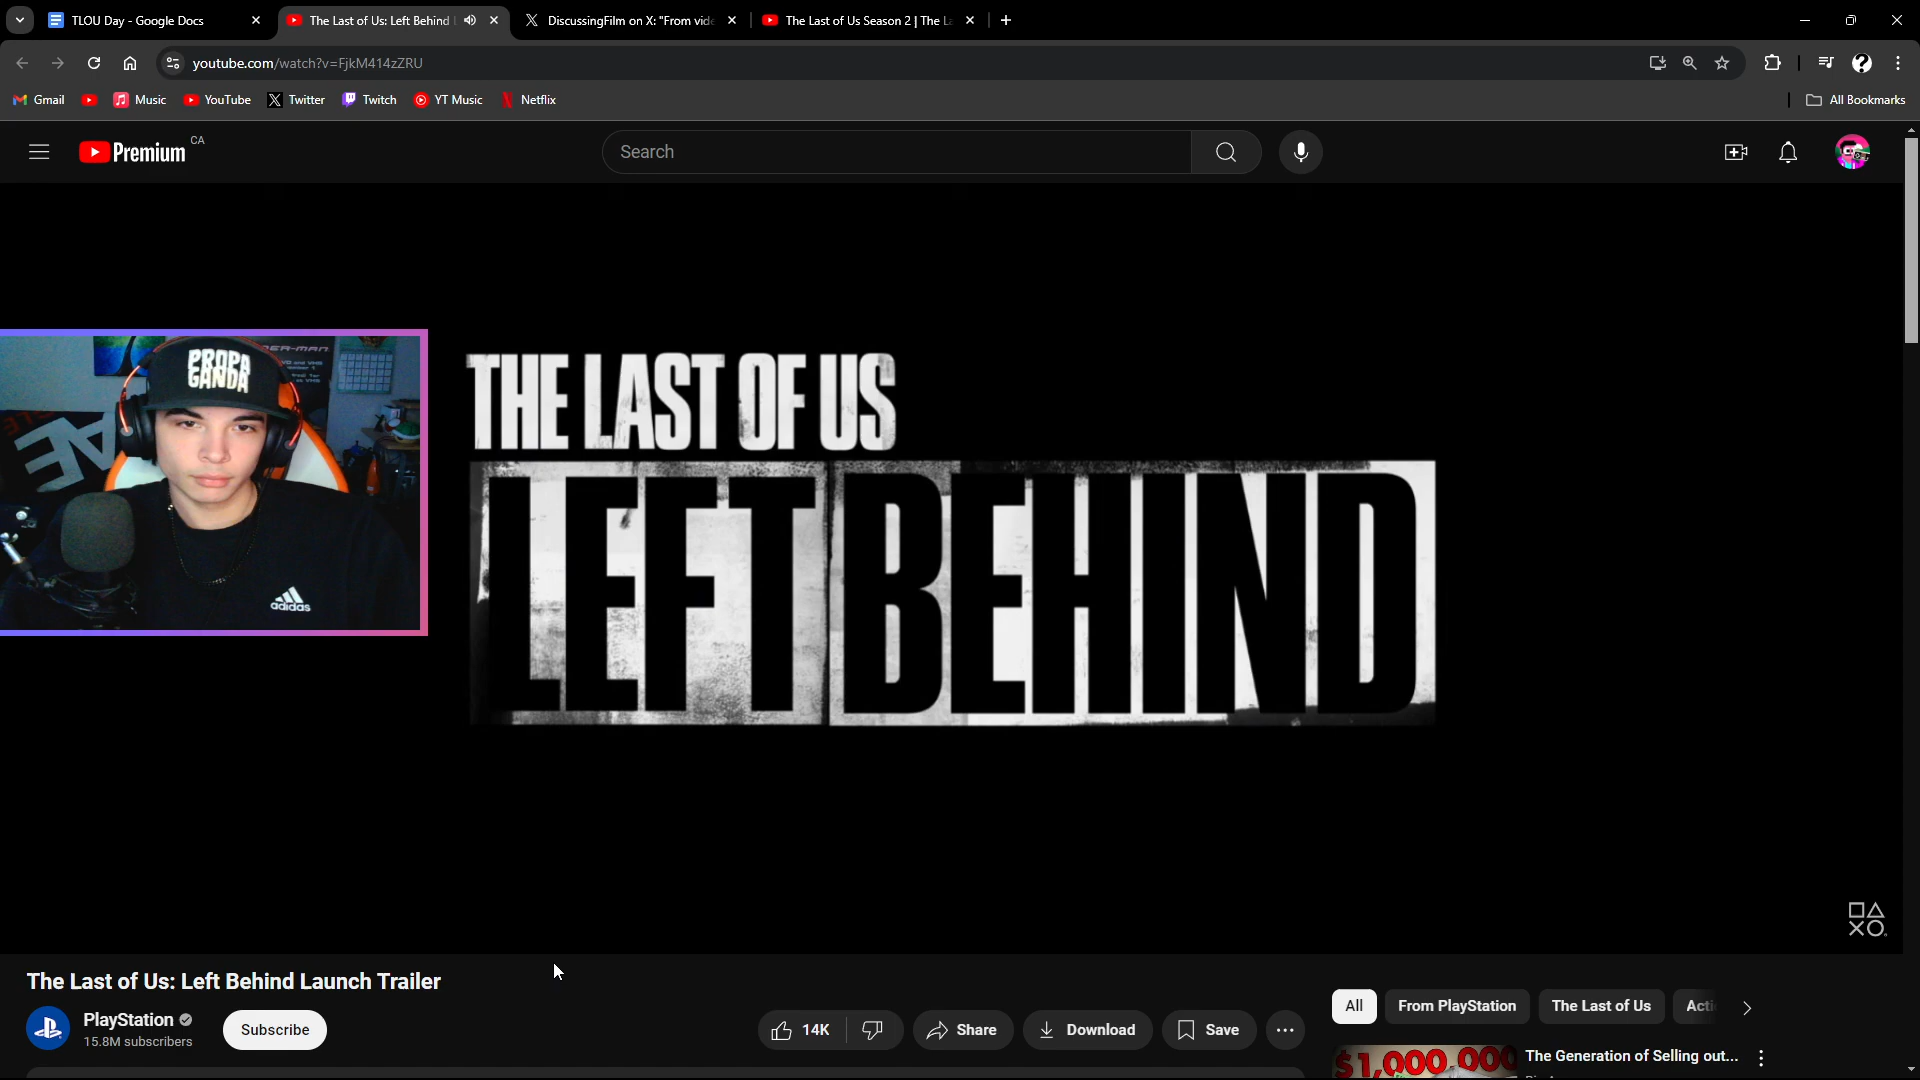 TLOU Day - Google Docs
The Last of Us: Left Behind
DiscussingFilm on X: "From vide
The Last of Us Season 2 | The La
youtube.com/watch?v=FjkM414zZRU
Gmail
Music
YouTube
Twitter
Twitch
YT Music
Netflix
All Bookmarks
Premium
CA
Search
PROPA
GANDA
adidas
THE LAST OF US
LEFT BEHIND
The Last of Us: Left Behind Launch Trailer
PlayStation
15.8M subscribers
Subscribe
14K
Share
Download
Save
All
From PlayStation
The Last of Us
Acti
$1,000,000
The Generation of Selling out...